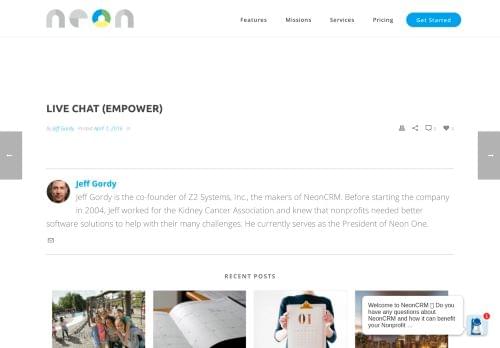 neon
Features
Missions
Services
Pricing
Get Started
LIVE CHAT (EMPOWER)
By Jeff Gordy Posted April 7, 2016 In
Jeff Gordy
Jeff Gordy is the co-founder of Z2 Systems, Inc., the makers of NeonCRM. Before starting the company
in 2004, Jeff worked for the Kidney Cancer Association and knew that nonprofits needed better
software solutions to help with their many challenges. He currently serves as the President of Neon One.
RECENT POSTS
01
Welcome to NeonCRM Do you
have any questions about
NeonCRM and how it can benefit
your Nonprofit ...
1